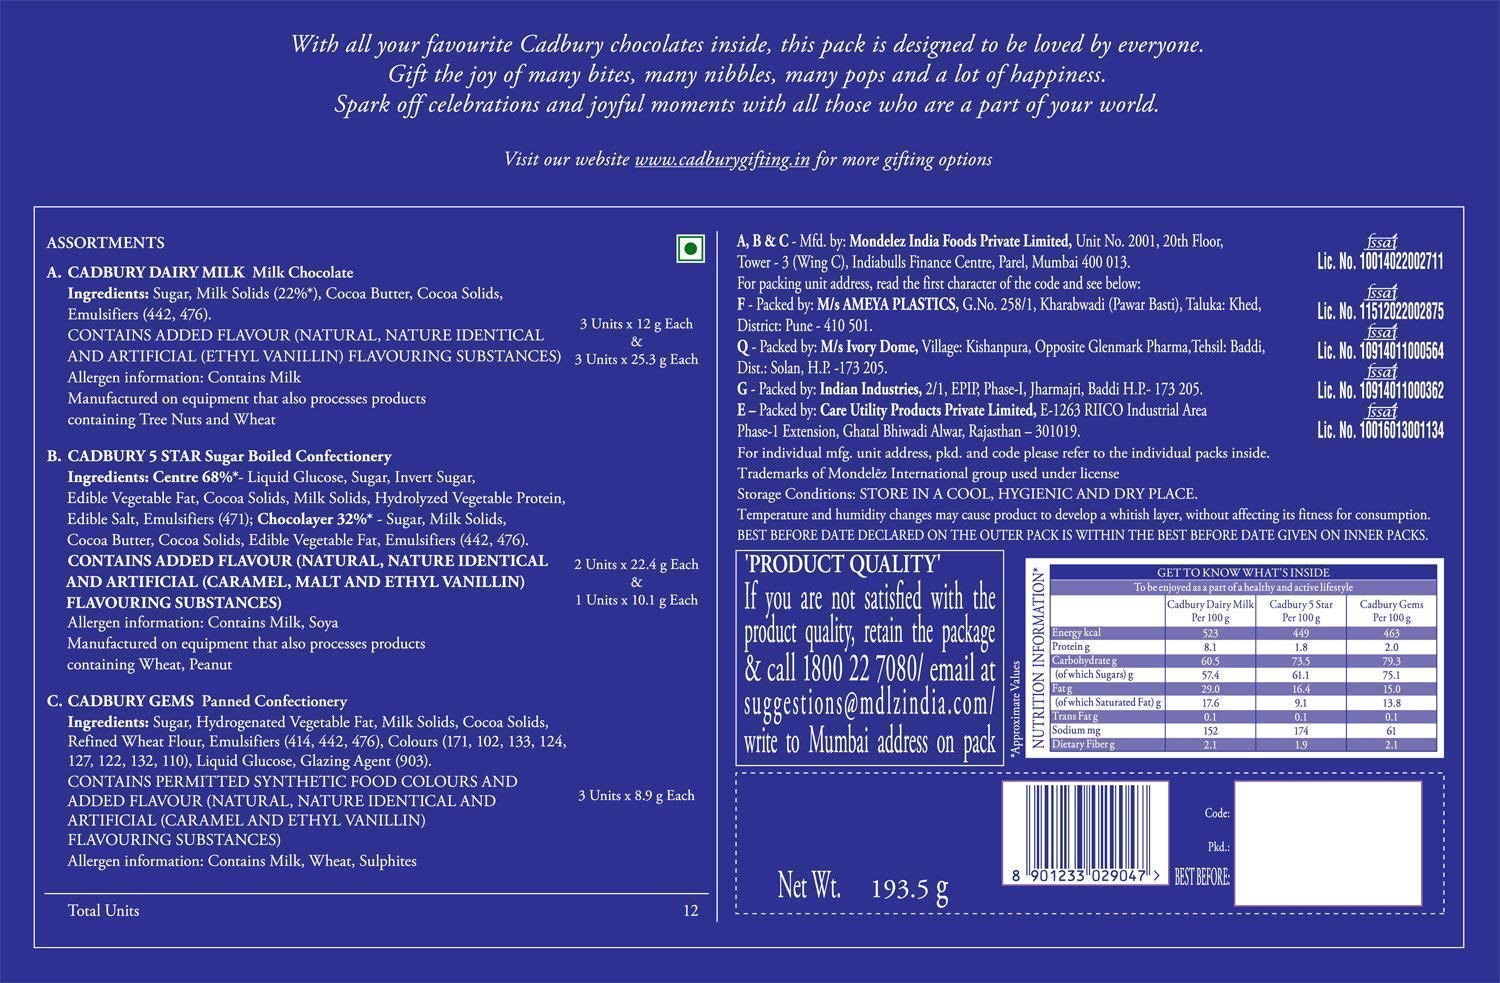 With all your favourite Cadbury chocolates inside, this pack is designed to be loved by everyone.
Gift the joy of many bites, many nibbles, many pops and a lot of happiness.
Spark off celebrations and joyful moments with all those who are a part of your world.
Visit our website www.cadburygifting.in for more gifting options
ASSORTMENTS
A. CADBURY DAIRY MILK Milk Chocolate
Ingredients: Sugar, Milk Solids (22%*), Cocoa Butter, Cocoa Solids,
Emulsifiers (442, 476).
CONTAINS ADDED FLAVOUR (NATURAL, NATURE IDENTICAL
AND ARTIFICIAL (ETHYL VANILLIN) FLAVOURING SUBSTANCES)
Allergen information: Contains Milk
Manufactured on equipment that also processes products
containing Tree Nuts and Wheat
3 Units x 12 g Each
&
3 Units x 25.3 g Each
B. CADBURY 5 STAR Sugar Boiled Confectionery
Ingredients: Centre 68%*- Liquid Glucose, Sugar, Invert Sugar,
Edible Vegetable Fat, Cocoa Solids, Milk Solids, Hydrolyzed Vegetable Protein,
Edible Salt, Emulsifiers (471); Chocolayer 32%* - Sugar, Milk Solids,
Cocoa Butter, Cocoa Solids, Edible Vegetable Fat, Emulsifiers (442, 476).
CONTAINS ADDED FLAVOUR (NATURAL, NATURE IDENTICAL
AND ARTIFICIAL (CARAMEL, MALT AND ETHYL VANILLIN)
FLAVOURING SUBSTANCES)
Allergen information: Contains Milk, Soya
Manufactured on equipment that also processes products
containing Wheat, Peanut
2 Units x 22.4 g Each
&
1 Units x 10.1 g Each
C. CADBURY GEMS Panned Confectionery
Ingredients: Sugar, Hydrogenated Vegetable Fat, Milk Solids, Cocoa Solids,
Refined Wheat Flour, Emulsifiers (414, 442, 476), Colours (171, 102, 133, 124,
127, 122, 132, 110), Liquid Glucose, Glazing Agent (903).
CONTAINS PERMITTED SYNTHETIC FOOD COLOURS AND
ADDED FLAVOUR (NATURAL, NATURE IDENTICAL AND
ARTIFICIAL (CARAMEL AND ETHYL VANILLIN)
FLAVOURING SUBSTANCES)
Allergen information: Contains Milk, Wheat, Sulphites
3 Units x 8.9 g Each
Total Units 12
A, B & C - Mfd. by: Mondelez India Foods Private Limited, Unit No. 2001, 20th Floor,
Tower - 3 (Wing C), Indiabulls Finance Centre, Parel, Mumbai 400 013.
For packing unit address, read the first character of the code and see below:
F - Packed by: M/s AMEYA PLASTICS, G.No. 258/1, Kharabwadi (Pawar Basti), Taluka: Khed,
District: Pune - 410 501.
Q - Packed by: M/s Ivory Dome, Village: Kishanpura, Opposite Glenmark Pharma,Tehsil: Baddi,
Dist.: Solan, H.P. -173 205.
G - Packed by: Indian Industries, 2/1, EPIP, Phase-I, Jharmajri, Baddi H.P.- 173 205.
E – Packed by: Care Utility Products Private Limited, E-1263 RIICO Industrial Area
Phase-1 Extension, Ghatal Bhiwadi Alwar, Rajasthan – 301019.
For individual mfg. unit address, pkd. and code please refer to the individual packs inside.
Trademarks of Mondelēz International group used under license
Storage Conditions: STORE IN A COOL, HYGIENIC AND DRY PLACE.
Temperature and humidity changes may cause product to develop a whitish layer, without affecting its fitness for consumption.
BEST BEFORE DATE DECLARED ON THE OUTER PACK IS WITHIN THE BEST BEFORE DATE GIVEN ON INNER PACKS.
fssai
Lic. No. 10014022002711
fssai
Lic. No. 11512022002875
fssai
Lic. No. 10914011000564
fssai
Lic. No. 10914011000362
fssai
Lic. No. 10016013001134
'PRODUCT QUALITY'
If you are not satisfied with the
product quality, retain the package
& call 1800 22 7080/ email at
suggestions@mdlzindia.com/
write to Mumbai address on pack
*Approximate Values
NUTRITION INFORMATION*
GET TO KNOW WHAT'S INSIDE
To be enjoyed as a part of a healthy and active lifestyle
Cadbury Dairy Milk Cadbury 5 Star Cadbury Gems
Per 100 g Per 100 g Per 100 g
Energy kcal 523 449 463
Protein g 8.1 1.8 2.0
Carbohydrate g 60.5 73.5 79.3
(of which Sugars) g 57.4 61.1 75.1
Fat g 29.0 16.4 15.0
(of which Saturated Fat) g 17.6 9.1 13.8
Trans Fat g 0.1 0.1 0.1
Sodium mg 152 174 61
Dietary Fiber g 2.1 1.9 2.1
Net Wt. 193.5 g
8 901233 029047 >
Code:
Pkd.:
BEST BEFORE: